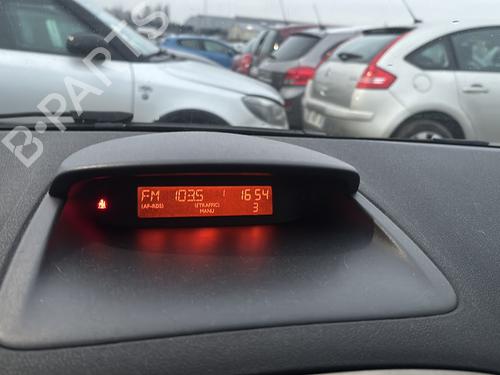 B-PARTS
FM 103.5 16:54
(AF-RDS) (TRAFFIC) 3
MANU